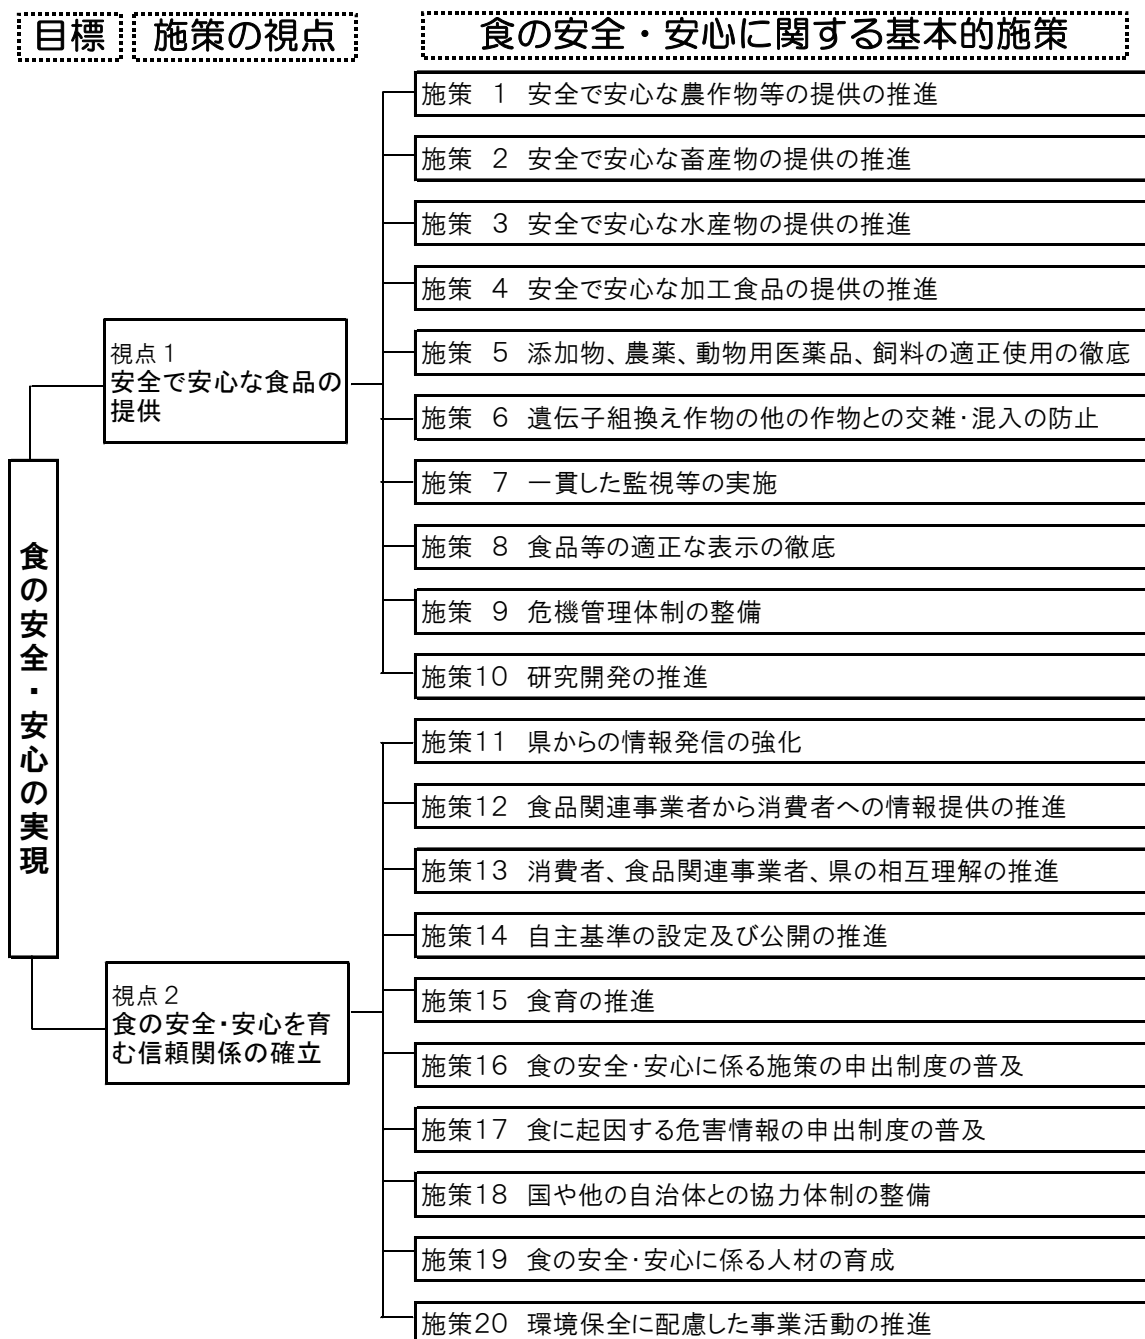 目標 施策の視点 食の安全・安心に関する基本的施策
食の安全・安心の実現
視点1
安全で安心な食品の
提供
施策 1 安全で安心な農作物等の提供の推進
施策 2 安全で安心な畜産物の提供の推進
施策 3 安全で安心な水産物の提供の推進
施策 4 安全で安心な加工食品の提供の推進
施策 5 添加物、農薬、動物用医薬品、飼料の適正使用の徹底
施策 6 遺伝子組換え作物の他の作物との交雑・混入の防止
施策 7 一貫した監視等の実施
施策 8 食品等の適正な表示の徹底
施策 9 危機管理体制の整備
施策10 研究開発の推進
視点2
食の安全・安心を育
む信頼関係の確立
施策11 県からの情報発信の強化
施策12 食品関連事業者から消費者への情報提供の推進
施策13 消費者、食品関連事業者、県の相互理解の推進
施策14 自主基準の設定及び公開の推進
施策15 食育の推進
施策16 食の安全・安心に係る施策の申出制度の普及
施策17 食に起因する危害情報の申出制度の普及
施策18 国や他の自治体との協力体制の整備
施策19 食の安全・安心に係る人材の育成
施策20 環境保全に配慮した事業活動の推進